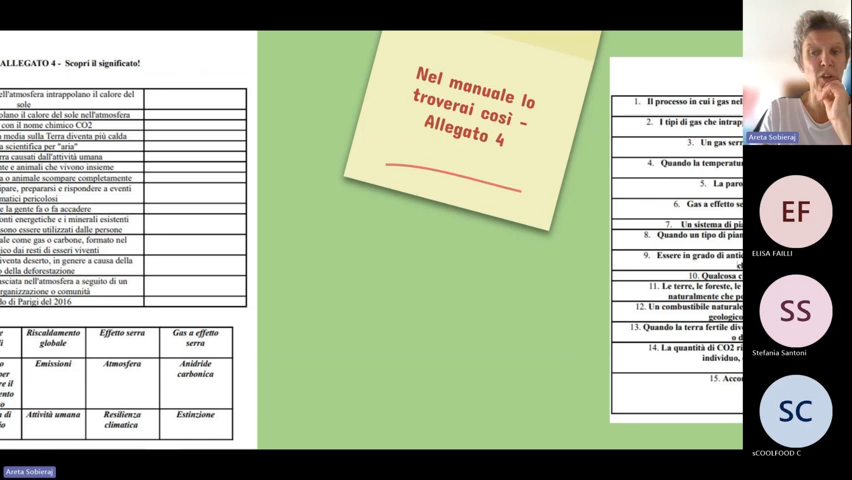 ALLEGATO 4 - Scopri il significato!
ell'atmosfera intrappolano il calore del
sole
olano il calore del sole nell'atmosfera
con il nome chimico CO2
a media sulla Terra diventa più calda
a scientifica per "aria"
rra causati dall'attività umana
nte e animali che vivono insieme
a o animale scompare completamente
ipare, prepararsi e rispondere a eventi
matici pericolosi
e la gente fa o fa accadere
onti energetiche e i minerali esistenti
sono essere utilizzati dalle persone
ale come gas o carbone, formato nel
gico dai resti di esseri viventi
iventa deserto, in genere a causa della
o della deforestazione
asciata nell'atmosfera a seguito di un
organizzazione o comunità
do di Parigi del 2016
Riscaldamento
globale
Effetto serra
Gas a effetto
serra
Emissioni
Atmosfera
Anidride
carbonica
Attività umana
Resilienza
climatica
Estinzione
Nel manuale lo
troverai così -
Allegato 4
1. Il processo in cui i gas nel
2. I tipi di gas che intrap
3. Un gas serr
4. Quando la temperatu
5. La paro
6. Gas a effetto se
7. Un sistema di pia
8. Quando un tipo di pian
9. Essere in grado di antic
10. Qualcosa c
11. Le terre, le foreste, le
naturalmente che po
12. Un combustibile naturale
geologic
13. Quando la terra fertile dive
o d
14. La quantità di CO2 ri
individuo,
15. Acco
Areta Sobieraj
EF
ELISA FAILLI
SS
Stefania Santoni
SC
sCOOLFOOD C
Areta Sobieraj